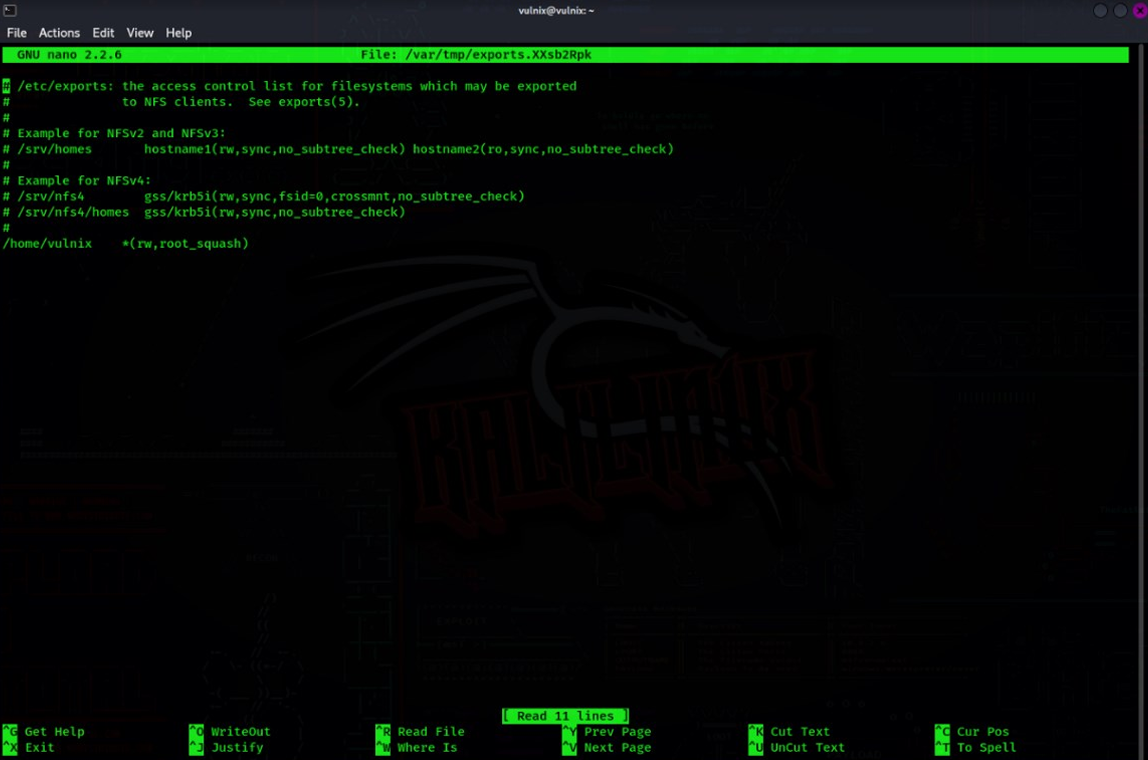 vulnix@vulnix: ~
File Actions Edit View Help
GNU nano 2.2.6 File: /var/tmp/exports.XXsb2Rpk
# /etc/exports: the access control list for filesystems which may be exported
# to NFS clients. See exports(5).
#
# Example for NFSv2 and NFSv3:
# /srv/homes hostname1(rw,sync,no_subtree_check) hostname2(ro,sync,no_subtree_check)
#
# Example for NFSv4:
# /srv/nfs4 gss/krb5i(rw,sync,fsid=0,crossmnt,no_subtree_check)
# /srv/nfs4/homes gss/krb5i(rw,sync,no_subtree_check)
#
/home/vulnix *(rw,root_squash)
KALI LINUX
[ Read 11 lines ]
^G Get Help ^O WriteOut ^R Read File ^Y Prev Page ^K Cut Text ^C Cur Pos
^X Exit ^J Justify ^W Where Is ^V Next Page ^U UnCut Text ^T To Spell